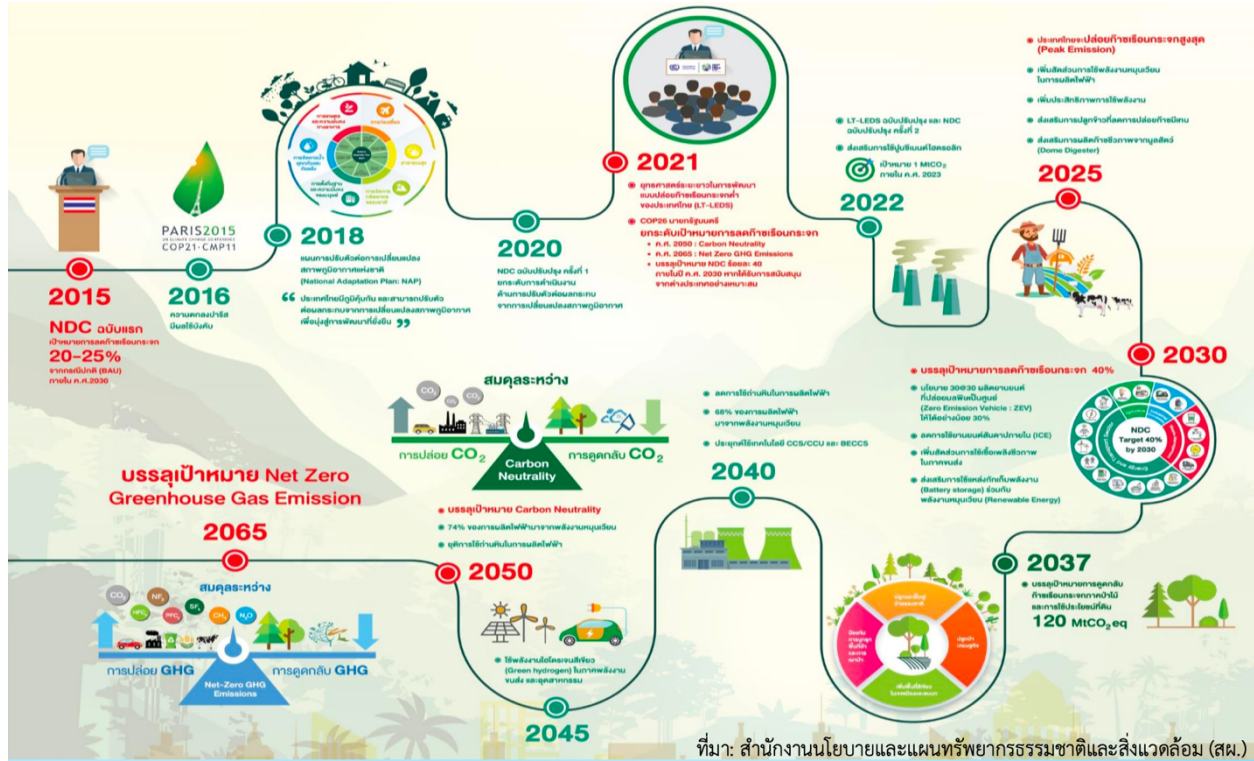 PARIS2015
UN CLIMATE CHANGE CONFERENCE
COP21·CMP11
2015
NDC ฉบับแรก
เป้าหมายการลดก๊าซเรือนกระจก
20-25%
จากกรณีปกติ (BAU)
ภายใน ค.ศ.2030
2016
ความตกลงปารีส
มีผลใช้บังคับ
2018
แผนการปรับตัวต่อการเปลี่ยนแปลง
สภาพภูมิอากาศแห่งชาติ
(National Adaptation Plan: NAP)
“ ประเทศไทยมีภูมิคุ้มกัน และสามารถปรับตัว
ต่อผลกระทบจากการเปลี่ยนแปลงสภาพภูมิอากาศ
เพื่อมุ่งสู่การพัฒนาที่ยั่งยืน ”
2020
NDC ฉบับปรับปรุง ครั้งที่ 1
ยกระดับการดำเนินงาน
ด้านการปรับตัวต่อผลกระทบ
จากการเปลี่ยนแปลงสภาพภูมิอากาศ
2021
ยุทธศาสตร์ระยะยาวในการพัฒนา
แบบปล่อยก๊าซเรือนกระจกต่ำ
ของประเทศไทย (LT-LEDS)
COP26 นายกรัฐมนตรี
ยกระดับเป้าหมายการลดก๊าซเรือนกระจก
• ค.ศ. 2050 : Carbon Neutrality
• ค.ศ. 2065 : Net Zero GHG Emissions
• บรรลุเป้าหมาย NDC ร้อยละ 40
ภายในปี ค.ศ. 2030 หากได้รับการสนับสนุน
จากต่างประเทศอย่างเหมาะสม
LT-LEDS ฉบับปรับปรุง และ NDC
ฉบับปรับปรุง ครั้งที่ 2
ส่งเสริมการใช้ปูนซีเมนต์ไฮดรอลิก
เป้าหมาย 1 MtCO2
ภายใน ค.ศ. 2023
2022
ประเทศไทยจะปล่อยก๊าซเรือนกระจกสูงสุด
(Peak Emission)
เพิ่มสัดส่วนการใช้พลังงานหมุนเวียน
ในการผลิตไฟฟ้า
เพิ่มประสิทธิภาพการใช้พลังงาน
ส่งเสริมการปลูกข้าวที่ลดการปล่อยก๊าซมีเทน
ส่งเสริมการผลิตก๊าซชีวภาพจากมูลสัตว์
(Dome Digester)
2025
2030
บรรลุเป้าหมายการลดก๊าซเรือนกระจก 40%
นโยบาย 30@30 ผลิตยานยนต์
ที่ปล่อยมลพิษเป็นศูนย์
(Zero Emission Vehicle : ZEV)
ให้ได้อย่างน้อย 30%
ลดการใช้ยานยนต์สันดาปภายใน (ICE)
เพิ่มสัดส่วนการใช้เชื้อเพลิงชีวภาพ
ในภาคขนส่ง
ส่งเสริมการใช้แหล่งกักเก็บพลังงาน
(Battery storage) ร่วมกับ
พลังงานหมุนเวียน (Renewable Energy)
NDC
Target 40%
by 2030
2037
บรรลุเป้าหมายการดูดกลับ
ก๊าซเรือนกระจกภาคป่าไม้
และการใช้ประโยชน์ที่ดิน
120 MtCO2eq
ปลูกป่า
เศรษฐกิจ
ลดการใช้ถ่านหินในการผลิตไฟฟ้า
68% ของการผลิตไฟฟ้า
มาจากพลังงานหมุนเวียน
ประยุกต์ใช้เทคโนโลยี CCS/CCU และ BECCS
2040
สมดุลระหว่าง
CO2
CO2
CO2
การปล่อย CO2
การดูดกลับ CO2
Carbon
Neutrality
บรรลุเป้าหมาย Carbon Neutrality
74% ของการผลิตไฟฟ้ามาจากพลังงานหมุนเวียน
ยุติการใช้ถ่านหินในการผลิตไฟฟ้า
2050
ใช้พลังงานไฮโดรเจนสีเขียว
(Green hydrogen) ในภาคพลังงาน
ขนส่ง และอุตสาหกรรม
2045
บรรลุเป้าหมาย Net Zero
Greenhouse Gas Emission
2065
สมดุลระหว่าง
CO2
NF3
SF6
HFCs
PFCs
CH4
N2O
การปล่อย GHG
การดูดกลับ GHG
Net-Zero GHG
Emissions
ที่มา: สำนักงานนโยบายและแผนทรัพยากรธรรมชาติและสิ่งแวดล้อม (สผ.)